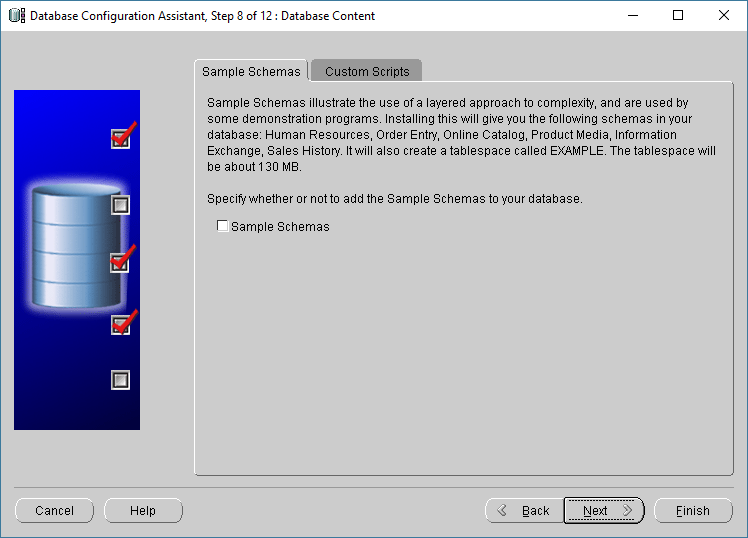 Database Configuration Assistant, Step 8 of 12 : Database Content
Sample Schemas
Custom Scripts
Sample Schemas illustrate the use of a layered approach to complexity, and are used by
some demonstration programs. Installing this will give you the following schemas in your
database: Human Resources, Order Entry, Online Catalog, Product Media, Information
Exchange, Sales History. It will also create a tablespace called EXAMPLE. The tablespace will
be about 130 MB.
Specify whether or not to add the Sample Schemas to your database.
Sample Schemas
Cancel
Help
Back
Next
Finish